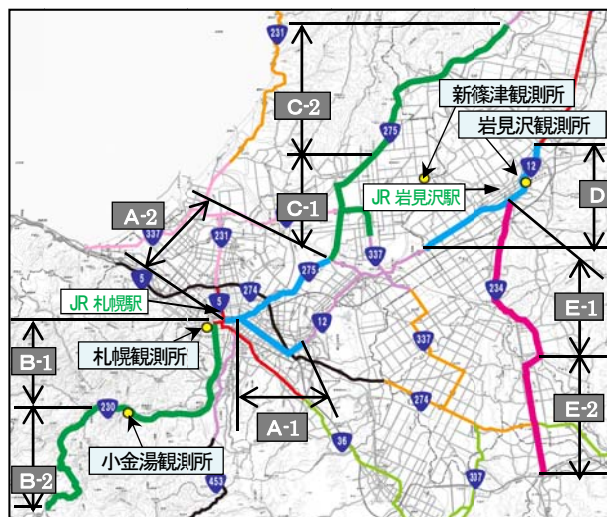 231
C-2
新篠津観測所
岩見沢観測所
275
12
JR 岩見沢駅
D
C-1
A-2
337
231
5
275
337
274
JR 札幌駅
5
12
234
E-1
札幌観測所
B-1
337
E-2
230
A-1
274
小金湯観測所
36
B-2
453
337